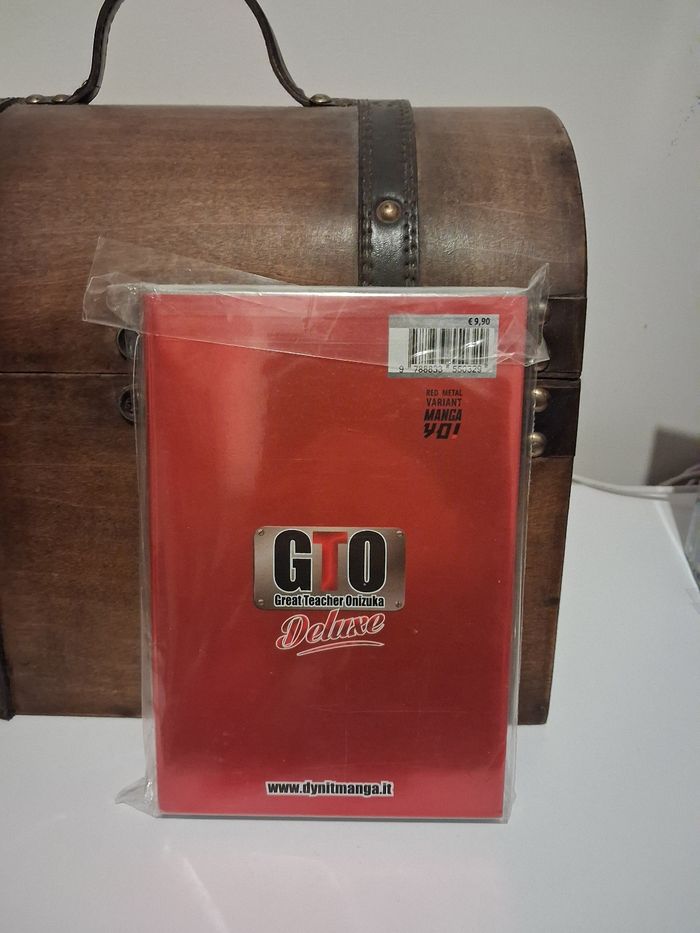 € 9,90
RED METAL
VARIANT
MANGA
YO!
GTO
Great Teacher Onizuka
Deluxe
www.dynitmanga.it